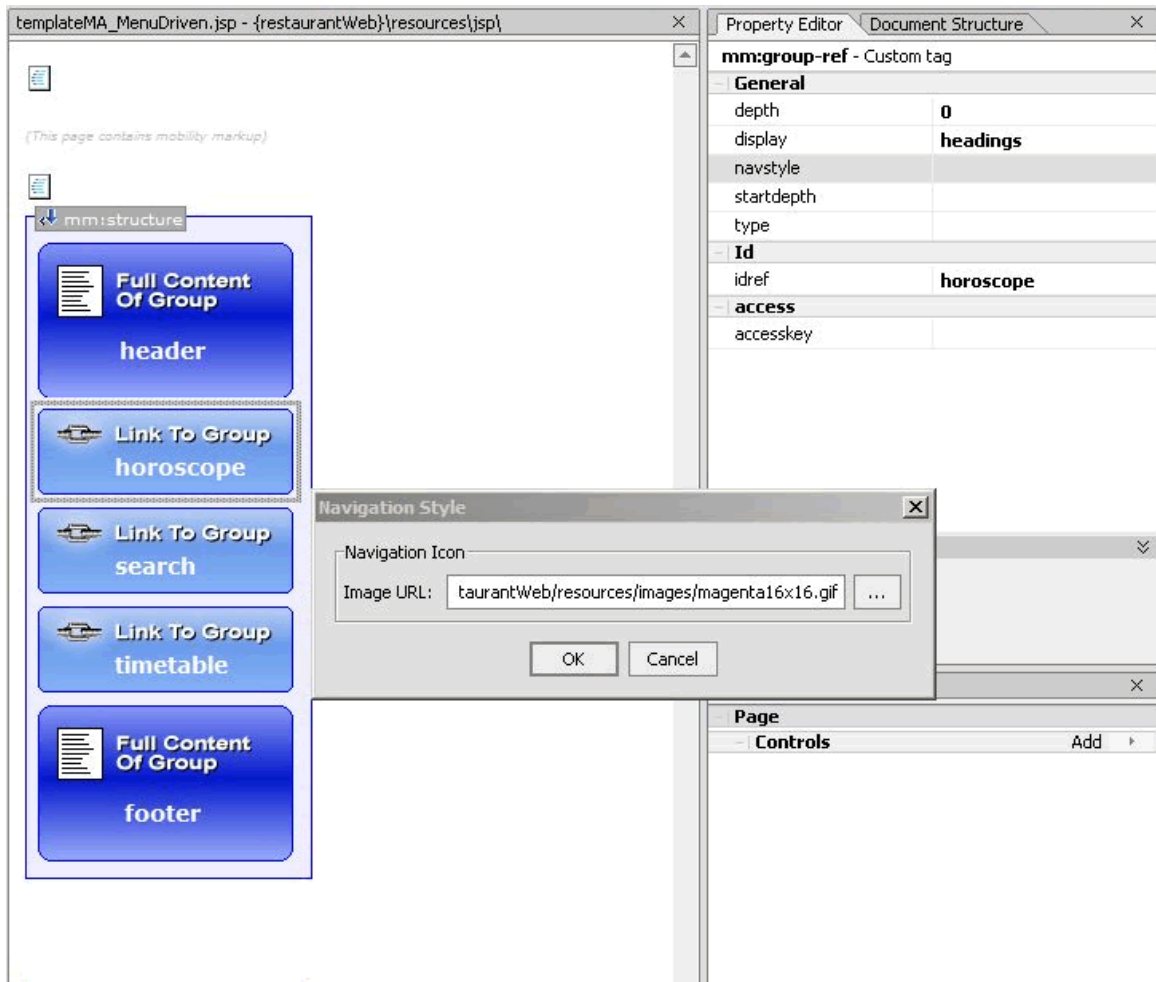 templateMA_MenuDriven.jsp - {restaurantWeb}\resources\jsp\
(This page contains mobility markup)
mm:structure
Full Content
Of Group
header
Link To Group
horoscope
Link To Group
search
Link To Group
timetable
Full Content
Of Group
footer
Property Editor Document Structure
mm:group-ref - Custom tag
General
depth 0
display headings
navstyle
startdepth
type
Id
idref horoscope
access
accesskey
Navigation Style
Navigation Icon
Image URL: taurantWeb/resources/images/magenta16x16.gif ...
OK Cancel
Page
Controls Add